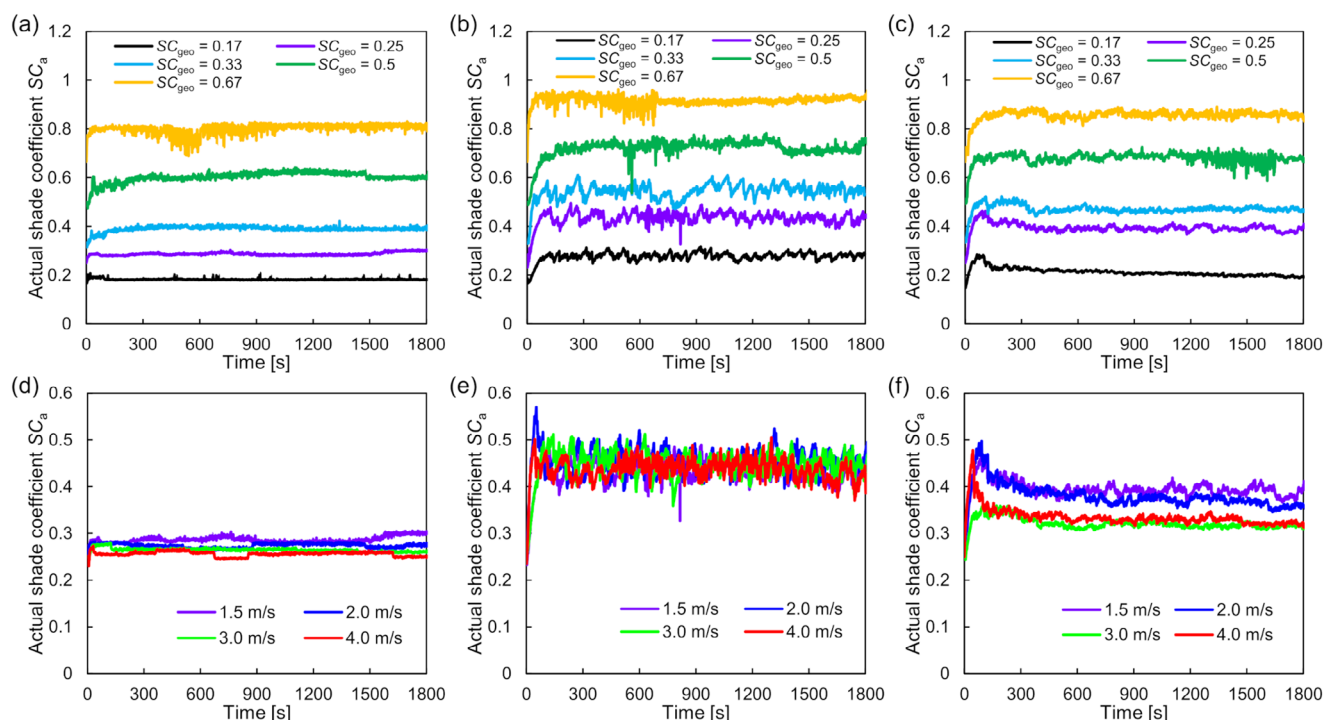 (a)
Actual shade coefficient SCa
1.2
1
0.8
0.6
0.4
0.2
0
SCgeo = 0.17
SCgeo = 0.25
SCgeo = 0.33
SCgeo = 0.5
SCgeo = 0.67
0 300 600 900 1200 1500 1800
Time [s]
(b)
Actual shade coefficient SCa
1.2
1
0.8
0.6
0.4
0.2
0
SCgeo = 0.17
SCgeo = 0.25
SCgeo = 0.33
SCgeo = 0.5
SCgeo = 0.67
0 300 600 900 1200 1500 1800
Time [s]
(c)
Actual shade coefficient SCa
1.2
1
0.8
0.6
0.4
0.2
0
SCgeo = 0.17
SCgeo = 0.25
SCgeo = 0.33
SCgeo = 0.5
SCgeo = 0.67
0 300 600 900 1200 1500 1800
Time [s]
(d)
Actual shade coefficient SCa
0.6
0.5
0.4
0.3
0.2
0.1
0
1.5 m/s
2.0 m/s
3.0 m/s
4.0 m/s
0 300 600 900 1200 1500 1800
Time [s]
(e)
Actual shade coefficient SCa
0.6
0.5
0.4
0.3
0.2
0.1
0
1.5 m/s
2.0 m/s
3.0 m/s
4.0 m/s
0 300 600 900 1200 1500 1800
Time [s]
(f)
Actual shade coefficient SCa
0.6
0.5
0.4
0.3
0.2
0.1
0
1.5 m/s
2.0 m/s
3.0 m/s
4.0 m/s
0 300 600 900 1200 1500 1800
Time [s]